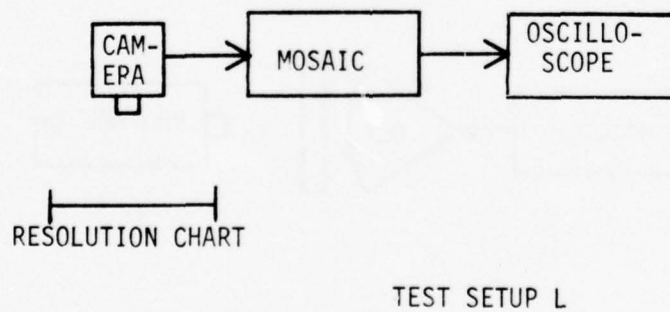 CAM-
EPA
MOSAIC
OSCILLO-
SCOPE
RESOLUTION CHART
TEST SETUP L